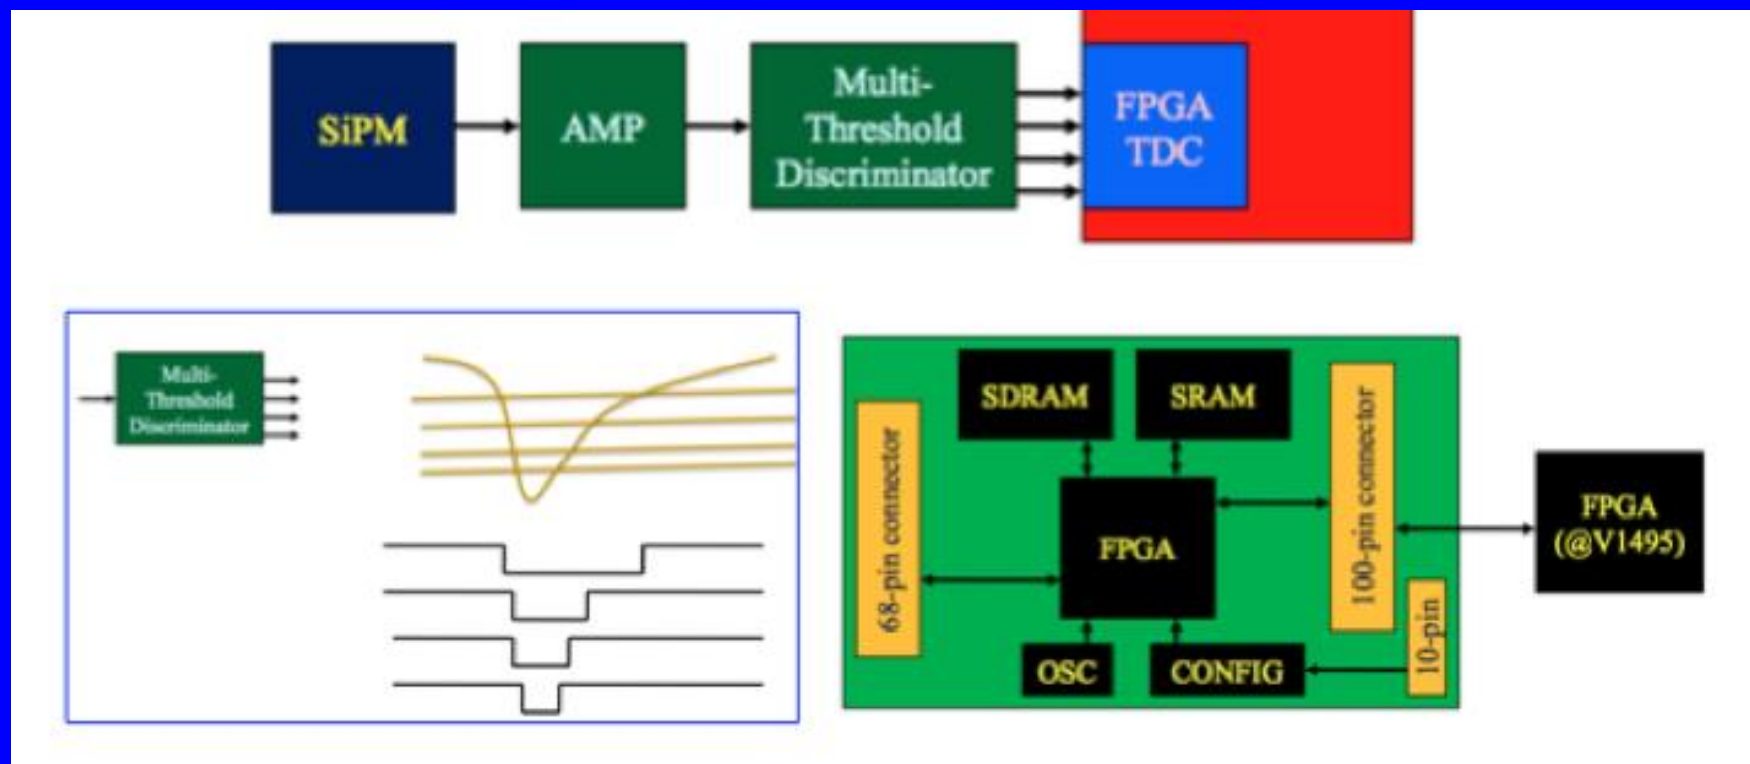 SiPM
AMP
Multi-
Threshold
Discriminator
FPGA
TDC
Multi-
Threshold
Discriminator
SDRAM
SRAM
68-pin connector
FPGA
100-pin connector
10-pin
OSC
CONFIG
FPGA
(@V1495)